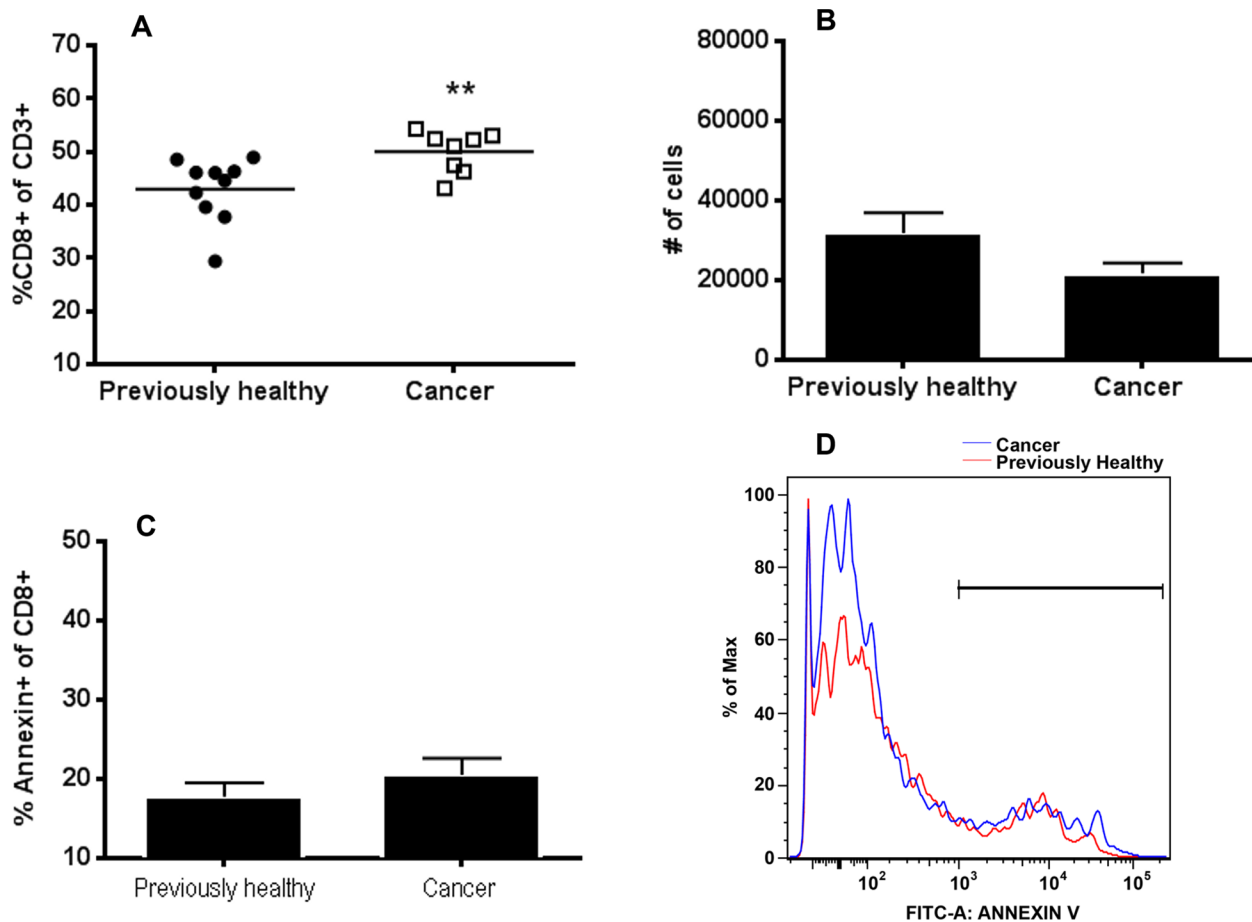 A
%CD8+ of CD3+
70
60
50
40
30
20
10
**
Previously healthy
Cancer
B
# of cells
80000
60000
40000
20000
0
Previously healthy
Cancer
C
% Annexin+ of CD8+
50
40
30
20
10
Previously healthy
Cancer
D
Cancer
Previously Healthy
% of Max
100
80
60
40
20
0
10² 10³ 10⁴ 10⁵
FITC-A: ANNEXIN V